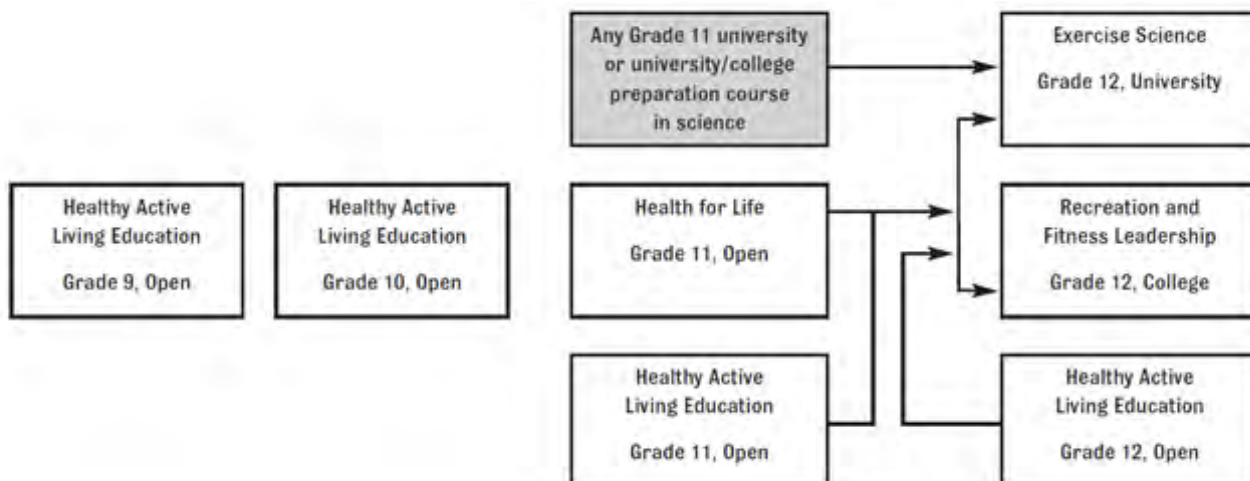 Any Grade 11 university
or university/college
preparation course
in science
Exercise Science
Grade 12, University
Healthy Active
Living Education
Grade 9, Open
Healthy Active
Living Education
Grade 10, Open
Health for Life
Grade 11, Open
Recreation and
Fitness Leadership
Grade 12, College
Healthy Active
Living Education
Grade 11, Open
Healthy Active
Living Education
Grade 12, Open